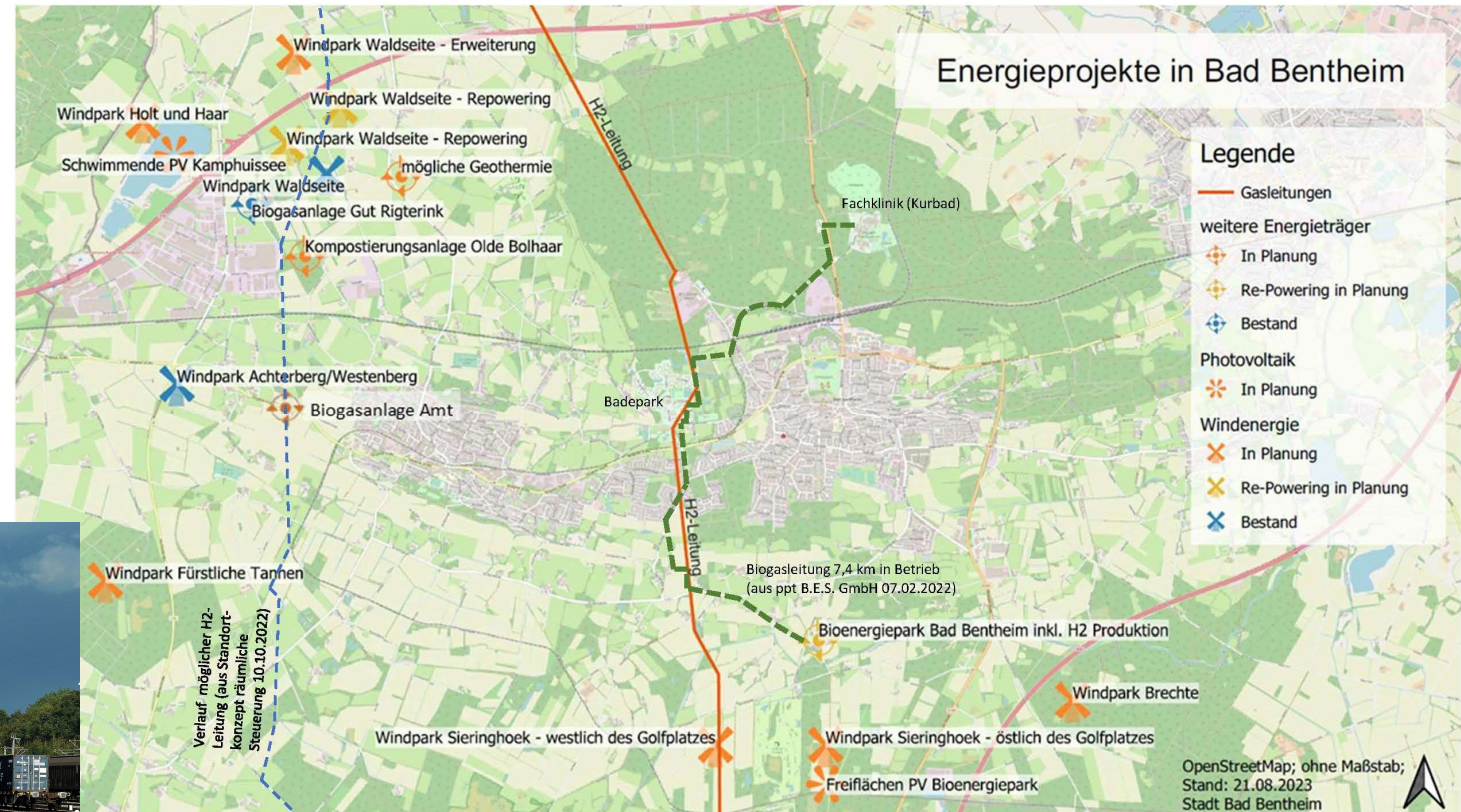 Energieprojekte in Bad Bentheim
Windpark Waldseite - Erweiterung
Windpark Waldseite - Repowering
Windpark Holt und Haar
Windpark Waldseite - Repowering
Schwimmende PV Kamphuissee
mögliche Geothermie
Windpark Waldseite
Biogasanlage Gut Rigterink
Kompostierungsanlage Olde Bolhaar
H2-Leitung
Fachklinik (Kurbad)
Windpark Achterberg/Westenberg
Biogasanlage Amt
Badepark
H2-Leitung
Windpark Fürstliche Tannen
Verlauf möglicher H2-
Leitung (aus Standort-
konzept räumliche
Steuerung 10.10.2022)
Biogasleitung 7,4 km in Betrieb
(aus ppt B.E.S. GmbH 07.02.2022)
Bioenergiepark Bad Bentheim inkl. H2 Produktion
Windpark Brechte
Windpark Sieringhoek - westlich des Golfplatzes
Windpark Sieringhoek - östlich des Golfplatzes
Freiflächen PV Bioenergiepark
Legende
Gasleitungen
weitere Energieträger
In Planung
Re-Powering in Planung
Bestand
Photovoltaik
In Planung
Windenergie
In Planung
Re-Powering in Planung
Bestand
OpenStreetMap; ohne Maßstab;
Stand: 21.08.2023
Stadt Bad Bentheim